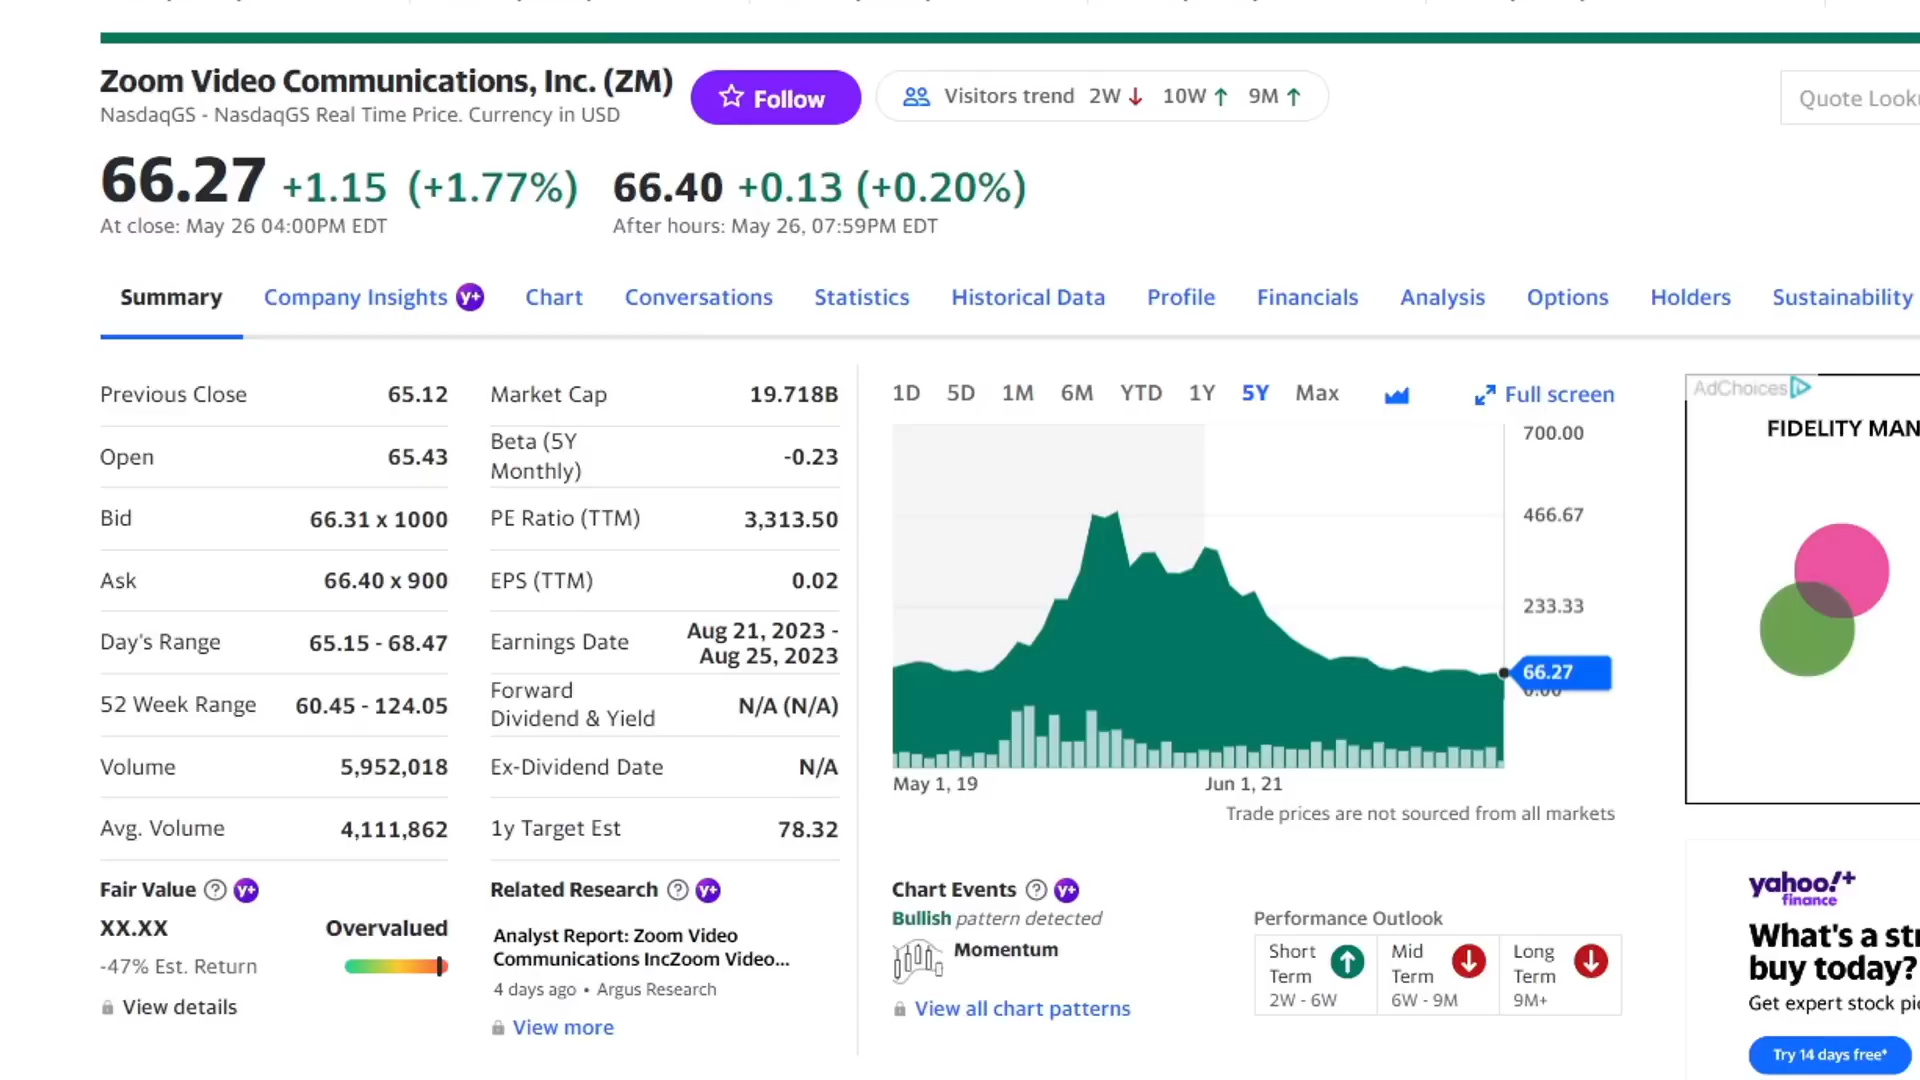 Zoom Video Communications, Inc. (ZM)
NasdaqGS - NasdaqGS Real Time Price. Currency in USD
Follow
Visitors trend 2W ↓ 10W ↑ 9M ↑
Quote
66.27 +1.15 (+1.77%)
At close: May 26 04:00PM EDT
66.40 +0.13 (+0.20%)
After hours: May 26, 07:59PM EDT
Summary Company Insights y+ Chart Conversations Statistics Historical Data Profile Financials Analysis Options Holders Sustainability
Previous Close 65.12
Open 65.43
Bid 66.31 x 1000
Ask 66.40 x 900
Day's Range 65.15 - 68.47
52 Week Range 60.45 - 124.05
Volume 5,952,018
Avg. Volume 4,111,862
Market Cap 19.718B
Beta (5Y
Monthly) -0.23
PE Ratio (TTM) 3,313.50
EPS (TTM) 0.02
Earnings Date Aug 21, 2023 -
Aug 25, 2023
Forward
Dividend & Yield N/A (N/A)
Ex-Dividend Date N/A
1y Target Est 78.32
1D 5D 1M 6M YTD 1Y 5Y Max Full screen
700.00
466.67
233.33
66.27
0.00
May 1, 19 Jun 1, 21
Trade prices are not sourced from all markets
Fair Value ? y+
XX.XX Overvalued
-47% Est. Return
View details
Related Research ? y+
Analyst Report: Zoom Video
Communications IncZoom Video...
4 days ago • Argus Research
View more
Chart Events ? y+
Bullish pattern detected
Momentum
View all chart patterns
Performance Outlook
Short
Term
2W - 6W
Mid
Term
6W - 9M
Long
Term
9M+
AdChoices
FIDELITY
yahoo!+
finance
What's a
buy today?
Get expert stock
Try 14 days free*